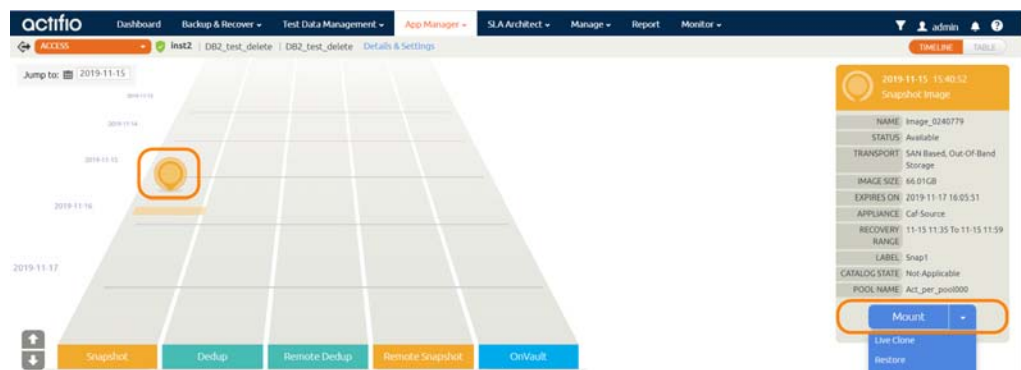 actifio Dashboard Backup & Recover Test Data Management App Manager SLA Architect Manage Report Monitor admin
ACCESS inst2 | DB2_test_delete | DB2_test_delete Details & Settings TIMELINE TABLE
Jump to: 2019-11-15
2019-11-14
2019-11-15
2019-11-16
2019-11-17
Snapshot Dedup Remote Dedup Remote Snapshot OnVault
2019-11-15 15:40:52
Snapshot Image
NAME Image_0240779
STATUS Available
TRANSPORT SAN Based, Out-Of-Band
Storage
IMAGE SIZE 66.01GB
EXPIRES ON 2019-11-17 16:05:51
APPLIANCE Caf-Source
RECOVERY RANGE 11-15 11:35 To 11-15 11:59
LABEL Snap1
CATALOG STATE Not-Applicable
POOL NAME Act_per_pool000
Mount
Live Clone
Restore